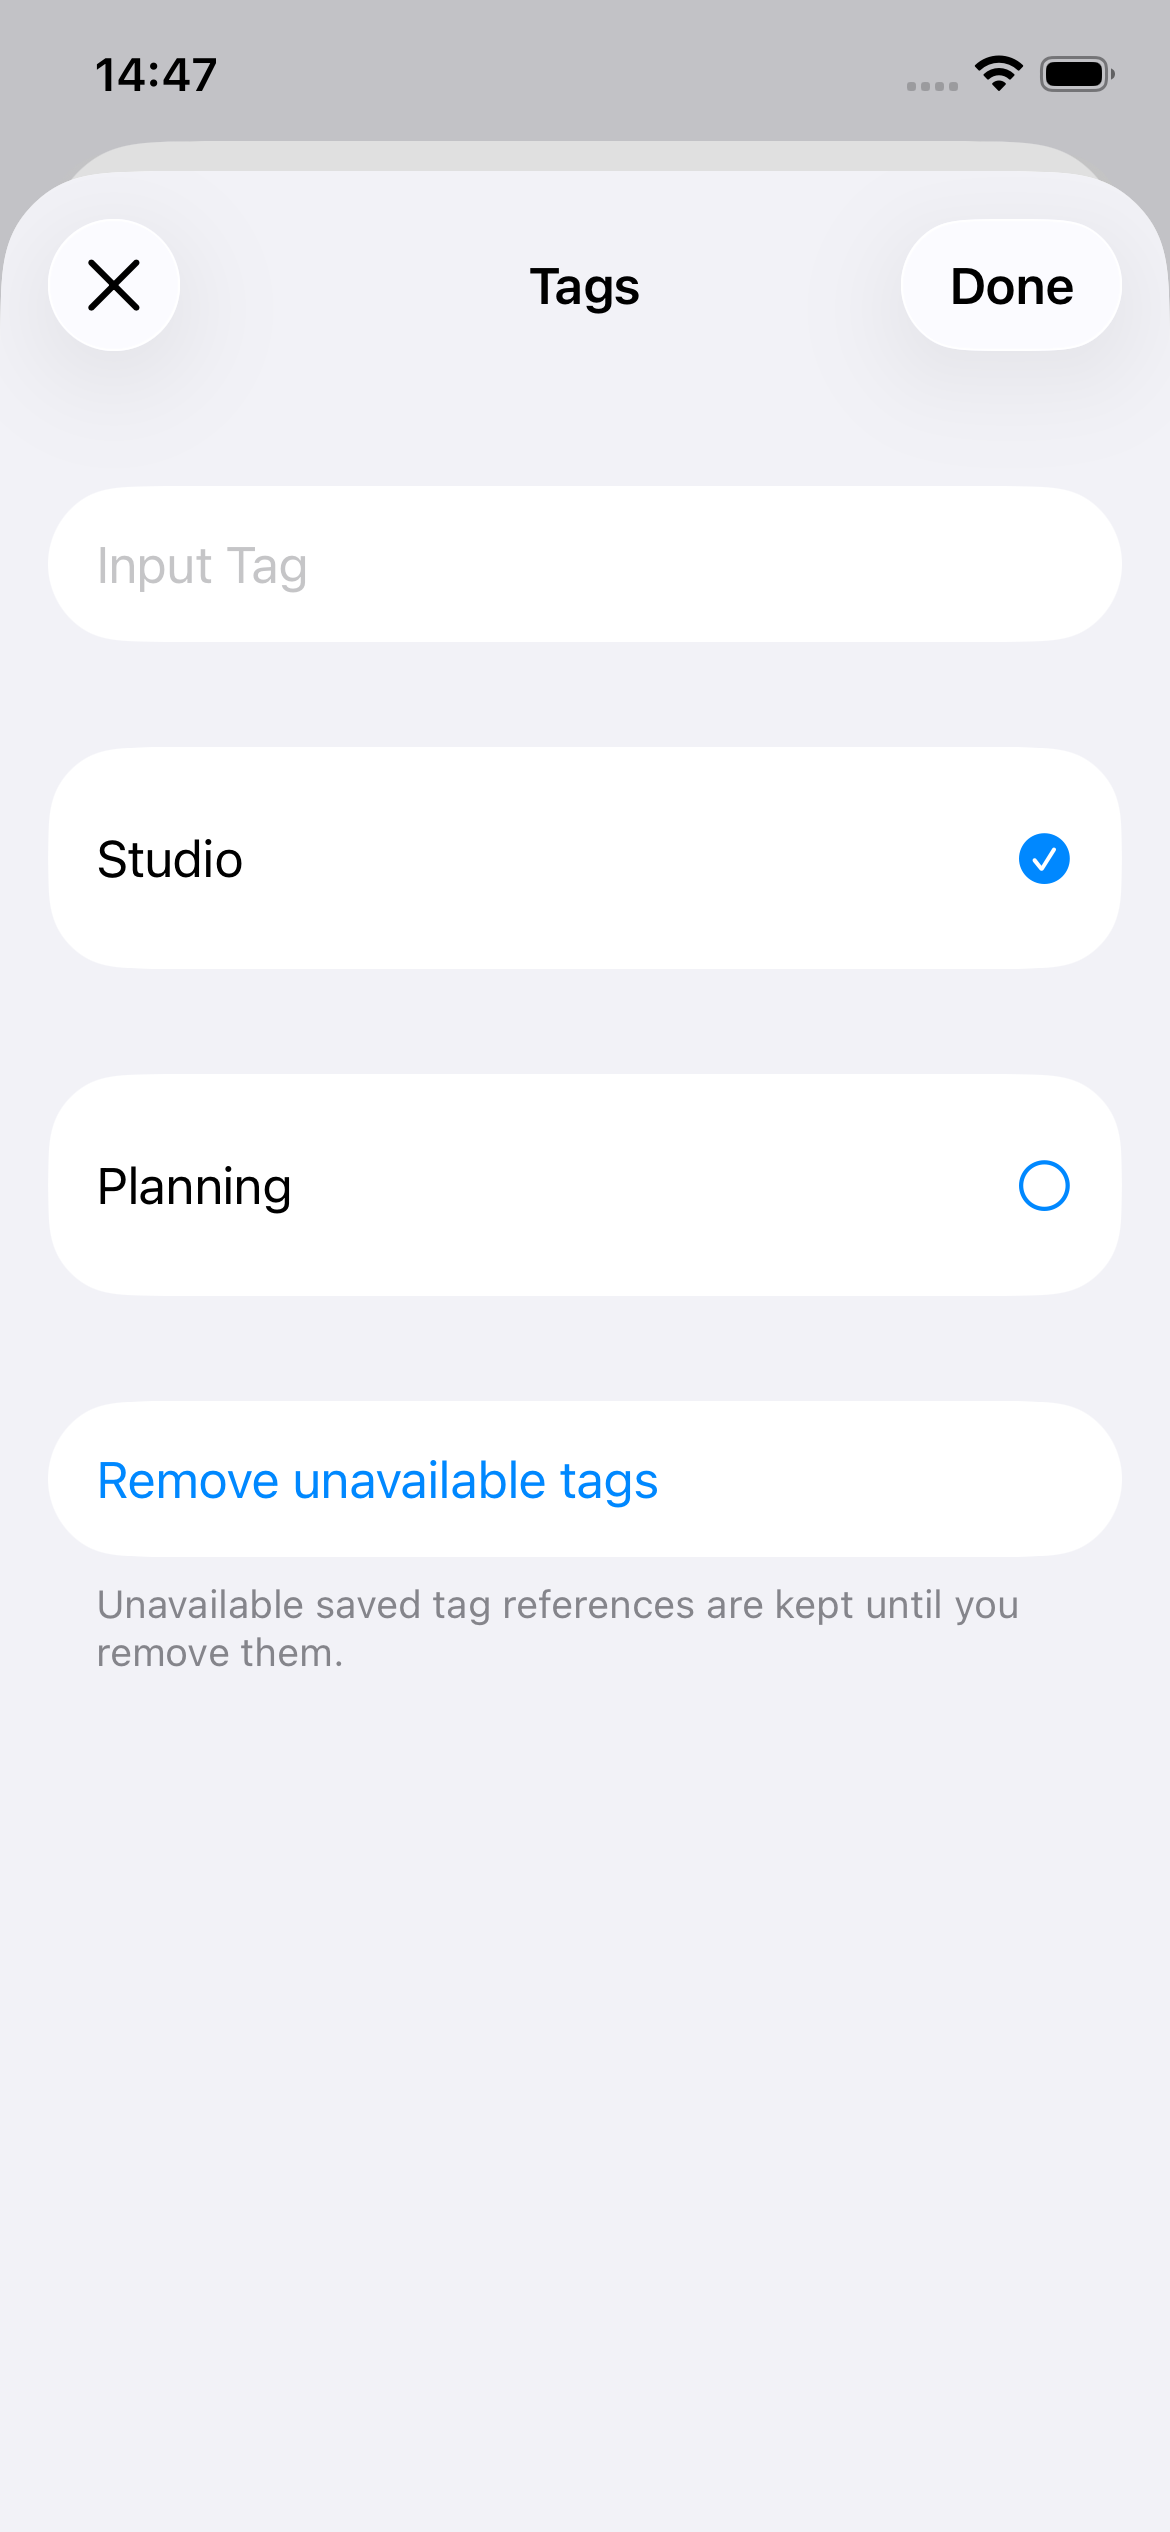 14:47
Tags
Done
Input Tag
Studio
Planning
Remove unavailable tags
Unavailable saved tag references are kept until you
remove them.